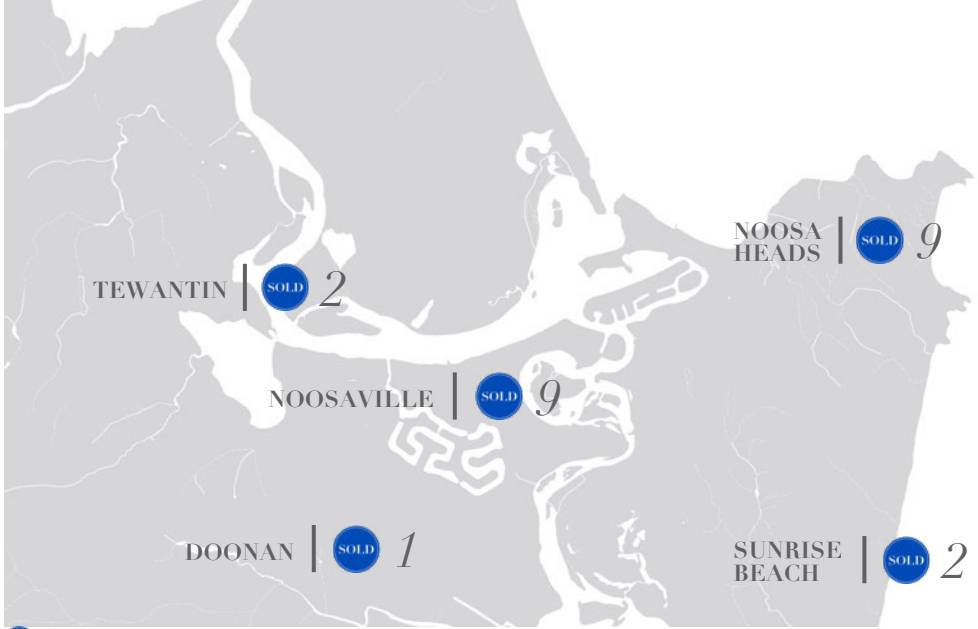 NOOSA
HEADS
SOLD
9
TEWANTIN
SOLD
2
NOOSAVILLE
SOLD
9
DOONAN
SOLD
1
SUNRISE
BEACH
SOLD
2